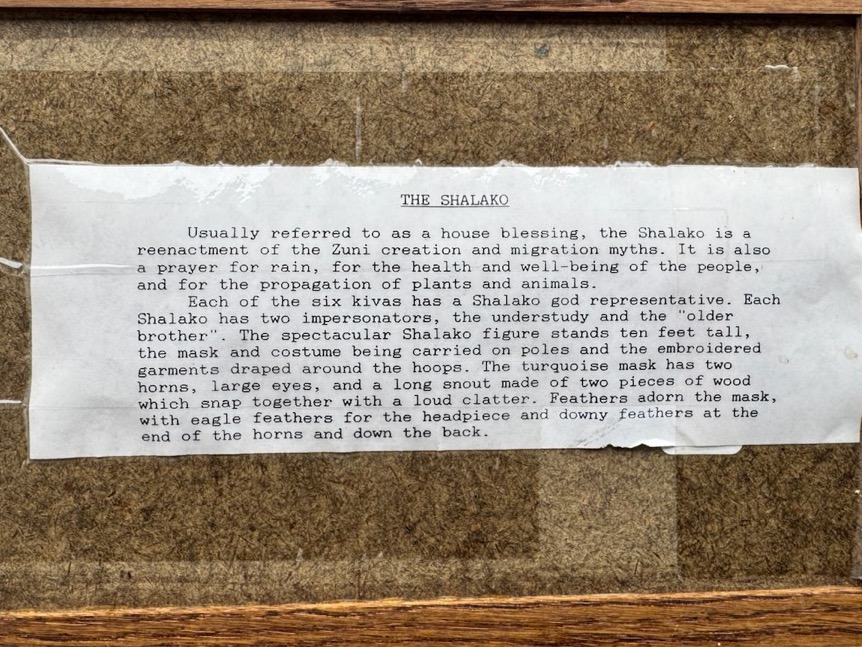 THE SHALAKO
Usually referred to as a house blessing, the Shalako is a
reenactment of the Zuni creation and migration myths. It is also
a prayer for rain, for the health and well-being of the people,
and for the propagation of plants and animals.
Each of the six kivas has a Shalako god representative. Each
Shalako has two impersonators, the understudy and the "older
brother". The spectacular Shalako figure stands ten feet tall,
the mask and costume being carried on poles and the embroidered
garments draped around the hoops. The turquoise mask has two
horns, large eyes, and a long snout made of two pieces of wood
which snap together with a loud clatter. Feathers adorn the mask,
with eagle feathers for the headpiece and downy feathers at the
end of the horns and down the back.